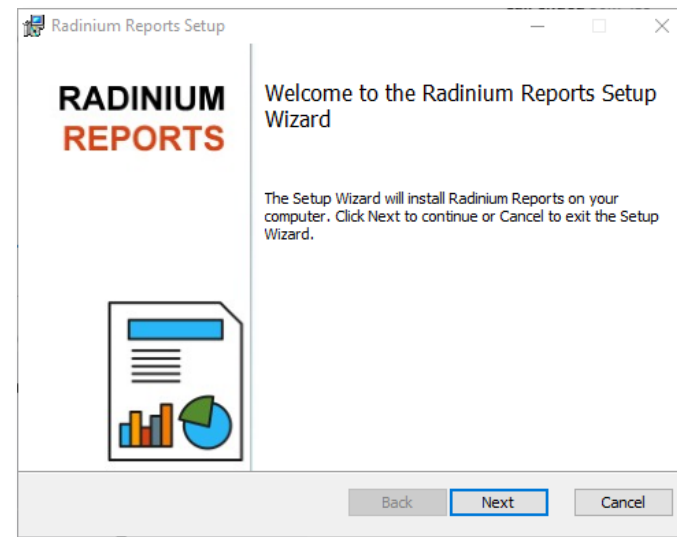 Radinium Reports Setup
RADINIUM
REPORTS
Welcome to the Radinium Reports Setup
Wizard
The Setup Wizard will install Radinium Reports on your
computer. Click Next to continue or Cancel to exit the Setup
Wizard.
Back
Next
Cancel